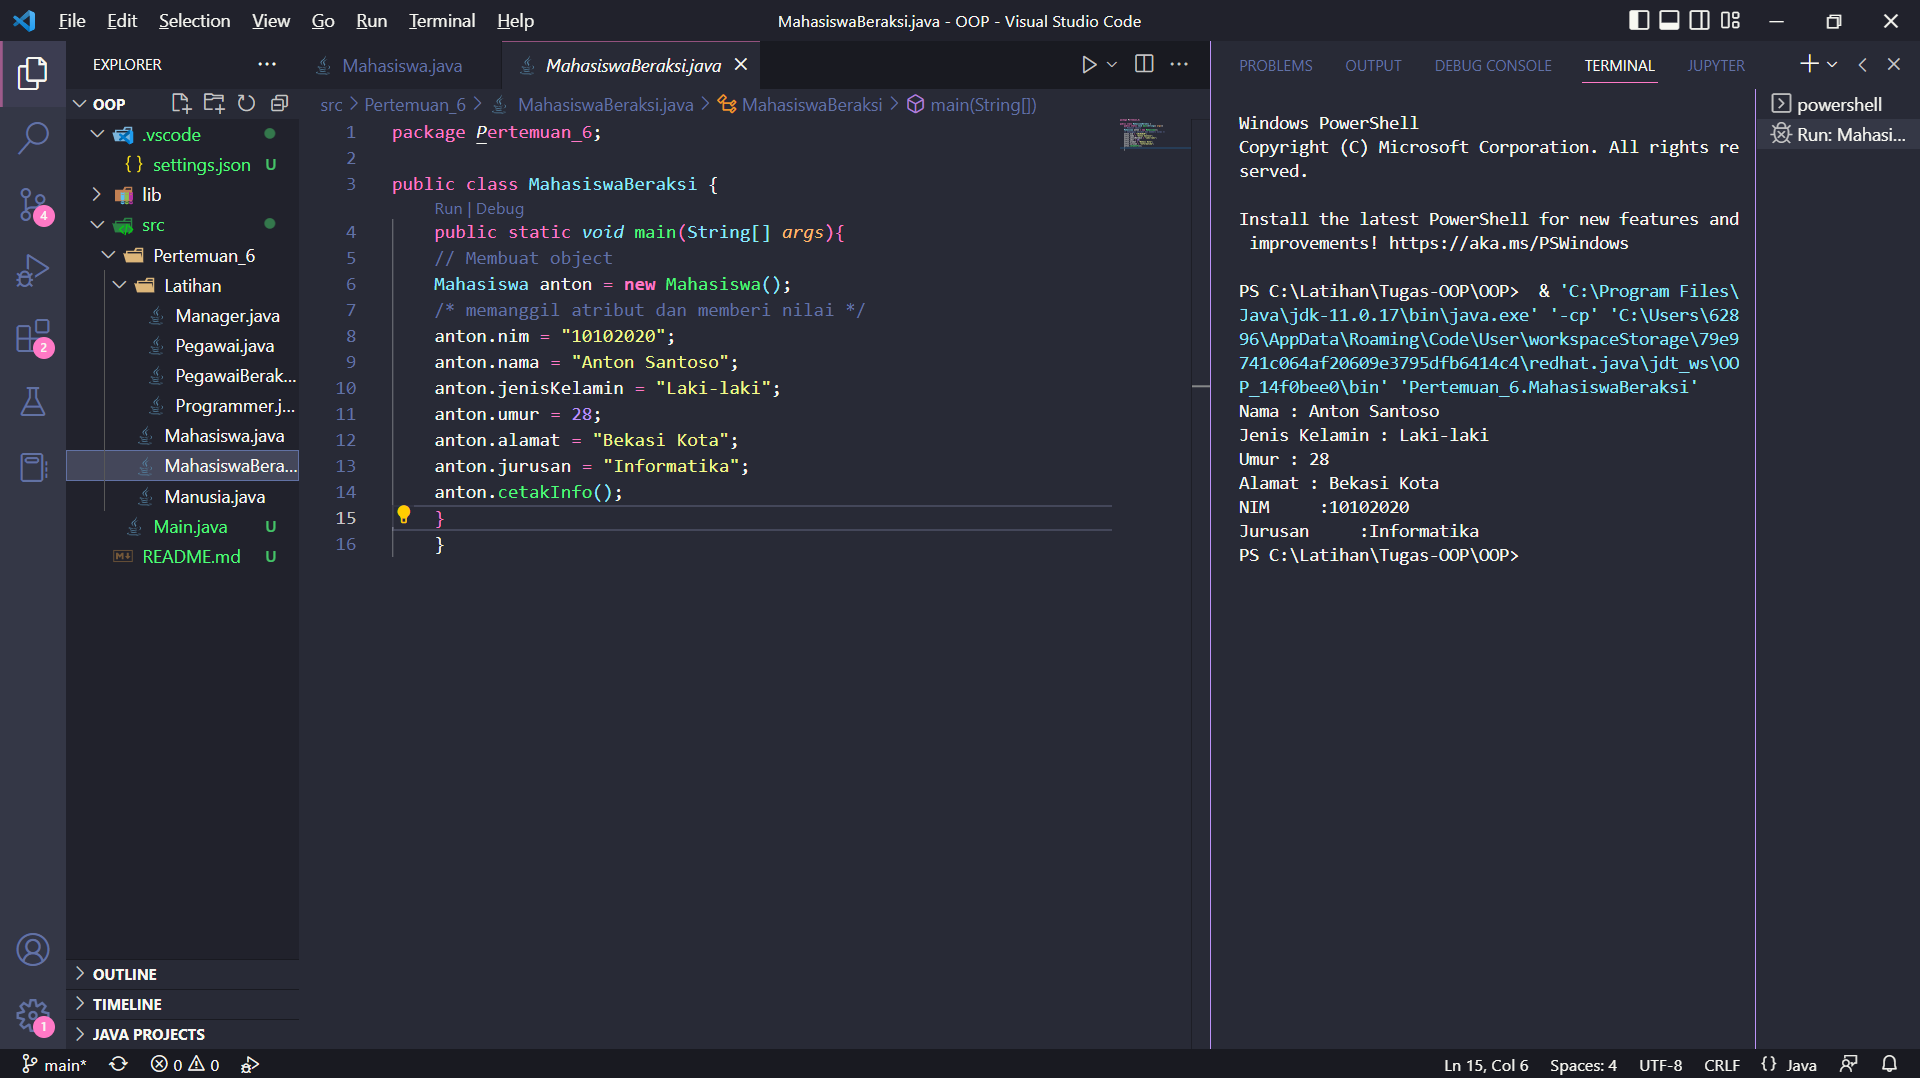 File Edit Selection View Go Run Terminal Help
MahasiswaBeraksi.java - OOP - Visual Studio Code
EXPLORER
OOP
.vscode
settings.json U
lib
src
Pertemuan_6
Latihan
Manager.java
Pegawai.java
PegawaiBerak...
Programmer.j...
Mahasiswa.java
MahasiswaBera...
Manusia.java
Main.java U
README.md U
OUTLINE
TIMELINE
JAVA PROJECTS
4
2
1
Mahasiswa.java MahasiswaBeraksi.java
src > Pertemuan_6 > MahasiswaBeraksi.java > MahasiswaBeraksi > main(String[])
1 package Pertemuan_6;
2
3 public class MahasiswaBeraksi {
Run | Debug
4 public static void main(String[] args){
5 // Membuat object
6 Mahasiswa anton = new Mahasiswa();
7 /* memanggil atribut dan memberi nilai */
8 anton.nim = "10102020";
9 anton.nama = "Anton Santoso";
10 anton.jenisKelamin = "Laki-laki";
11 anton.umur = 28;
12 anton.alamat = "Bekasi Kota";
13 anton.jurusan = "Informatika";
14 anton.cetakInfo();
15 }
16 }
PROBLEMS OUTPUT DEBUG CONSOLE TERMINAL JUPYTER
Windows PowerShell
Copyright (C) Microsoft Corporation. All rights re
served.
Install the latest PowerShell for new features and
improvements! https://aka.ms/PSWindows
PS C:\Latihan\Tugas-OOP\OOP>  & 'C:\Program Files\
Java\jdk-11.0.17\bin\java.exe' '-cp' 'C:\Users\628
96\AppData\Roaming\Code\User\workspaceStorage\79e9
741c064af20609e3795dfb6414c4\redhat.java\jdt_ws\OO
P_14f0bee0\bin' 'Pertemuan_6.MahasiswaBeraksi'
Nama : Anton Santoso
Jenis Kelamin : Laki-laki
Umur : 28
Alamat : Bekasi Kota
NIM     :10102020
Jurusan     :Informatika
PS C:\Latihan\Tugas-OOP\OOP>
powershell
Run: Mahasi...
main* 0 0
Ln 15, Col 6 Spaces: 4 UTF-8 CRLF {} Java